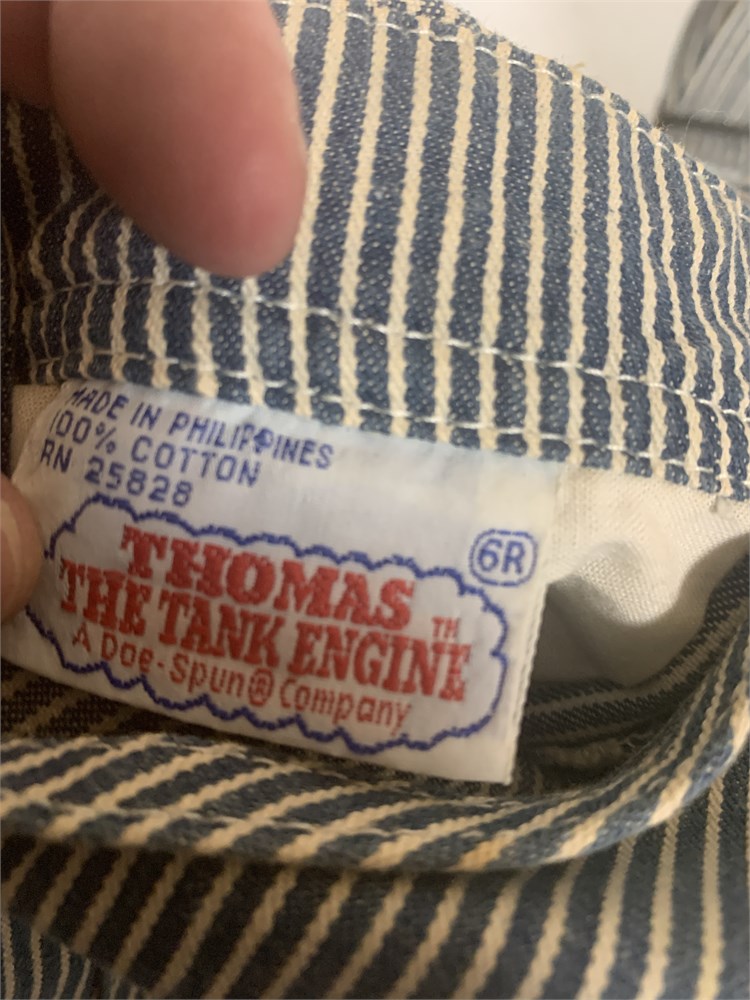 MADE IN PHILIPPINES
100% COTTON
RN 25828
6R
THOMAS
THE TANK ENGINE TM
A Doe-Spun® Company